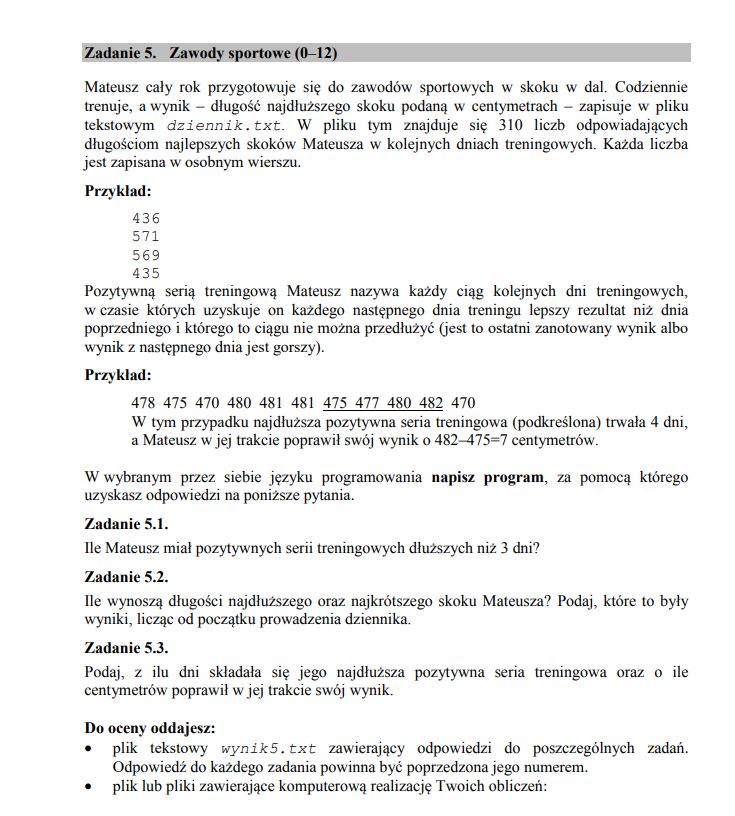 Zadanie 5. Zawody sportowe (0–12)
Mateusz cały rok przygotowuje się do zawodów sportowych w skoku w dal. Codziennie
trenuje, a wynik – długość najdłuższego skoku podaną w centymetrach – zapisuje w pliku
tekstowym dziennik.txt. W pliku tym znajduje się 310 liczb odpowiadających
długościom najlepszych skoków Mateusza w kolejnych dniach treningowych. Każda liczba
jest zapisana w osobnym wierszu.
Przykład:
436
571
569
435
Pozytywną serią treningową Mateusz nazywa każdy ciąg kolejnych dni treningowych,
w czasie których uzyskuje on każdego następnego dnia treningu lepszy rezultat niż dnia
poprzedniego i którego to ciągu nie można przedłużyć (jest to ostatni zanotowany wynik albo
wynik z następnego dnia jest gorszy).
Przykład:
478 475 470 480 481 481 475 477 480 482 470
W tym przypadku najdłuższa pozytywna seria treningowa (podkreślona) trwała 4 dni,
a Mateusz w jej trakcie poprawił swój wynik o 482–475=7 centymetrów.
W wybranym przez siebie języku programowania napisz program, za pomocą którego
uzyskasz odpowiedzi na poniższe pytania.
Zadanie 5.1.
Ile Mateusz miał pozytywnych serii treningowych dłuższych niż 3 dni?
Zadanie 5.2.
Ile wynoszą długości najdłuższego oraz najkrótszego skoku Mateusza? Podaj, które to były
wyniki, licząc od początku prowadzenia dziennika.
Zadanie 5.3.
Podaj, z ilu dni składała się jego najdłuższa pozytywna seria treningowa oraz o ile
centymetrów poprawił w jej trakcie swój wynik.
Do oceny oddajesz:
• plik tekstowy wynik5.txt zawierający odpowiedzi do poszczególnych zadań.
Odpowiedź do każdego zadania powinna być poprzedzona jego numerem.
• plik lub pliki zawierające komputerową realizację Twoich obliczeń: